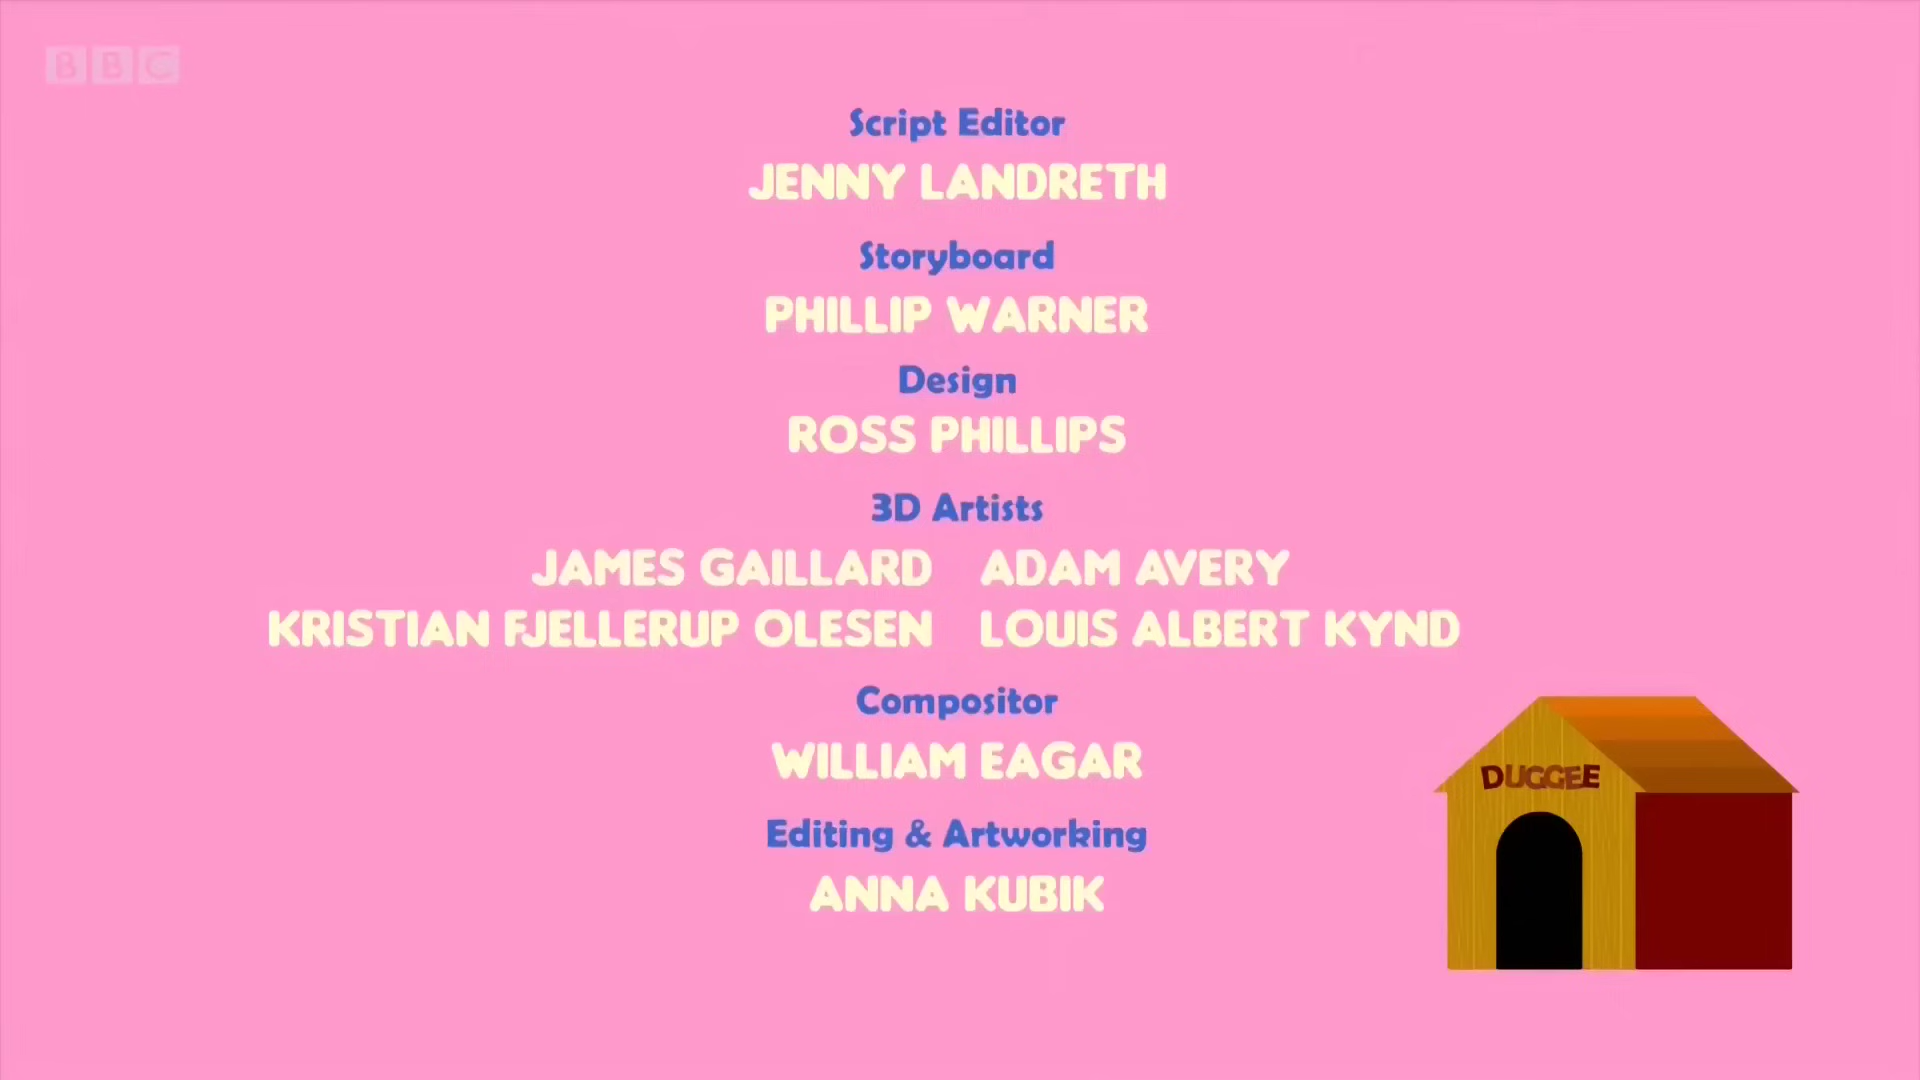 BBC
Script Editor
JENNY LANDRETH
Storyboard
PHILLIP WARNER
Design
ROSS PHILLIPS
3D Artists
JAMES GAILLARD ADAM AVERY
KRISTIAN FJELLERUP OLESEN LOUIS ALBERT KYND
Compositor
WILLIAM EAGAR
DUGGEE
Editing & Artworking
ANNA KUBIK